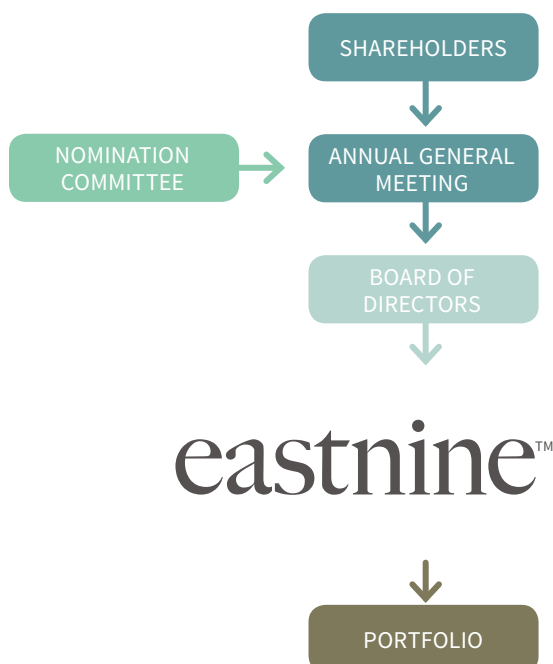 SHAREHOLDERS
NOMINATION
COMMITTEE
ANNUAL GENERAL
MEETING
BOARD OF
DIRECTORS
eastnine™
PORTFOLIO